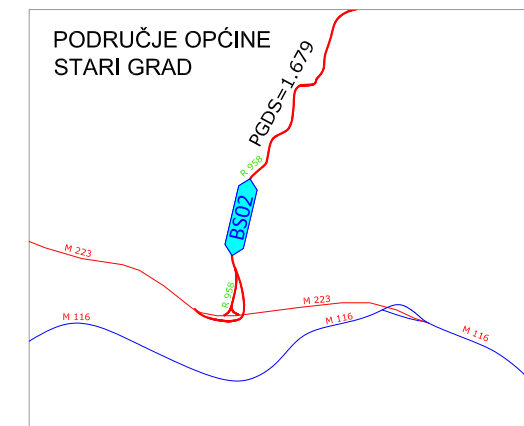 PODRUČJE OPĆINE
STARI GRAD
PGDS=1.679
R 958
BS02
M 223
R 958
M 223
M 116
M 116
M 116